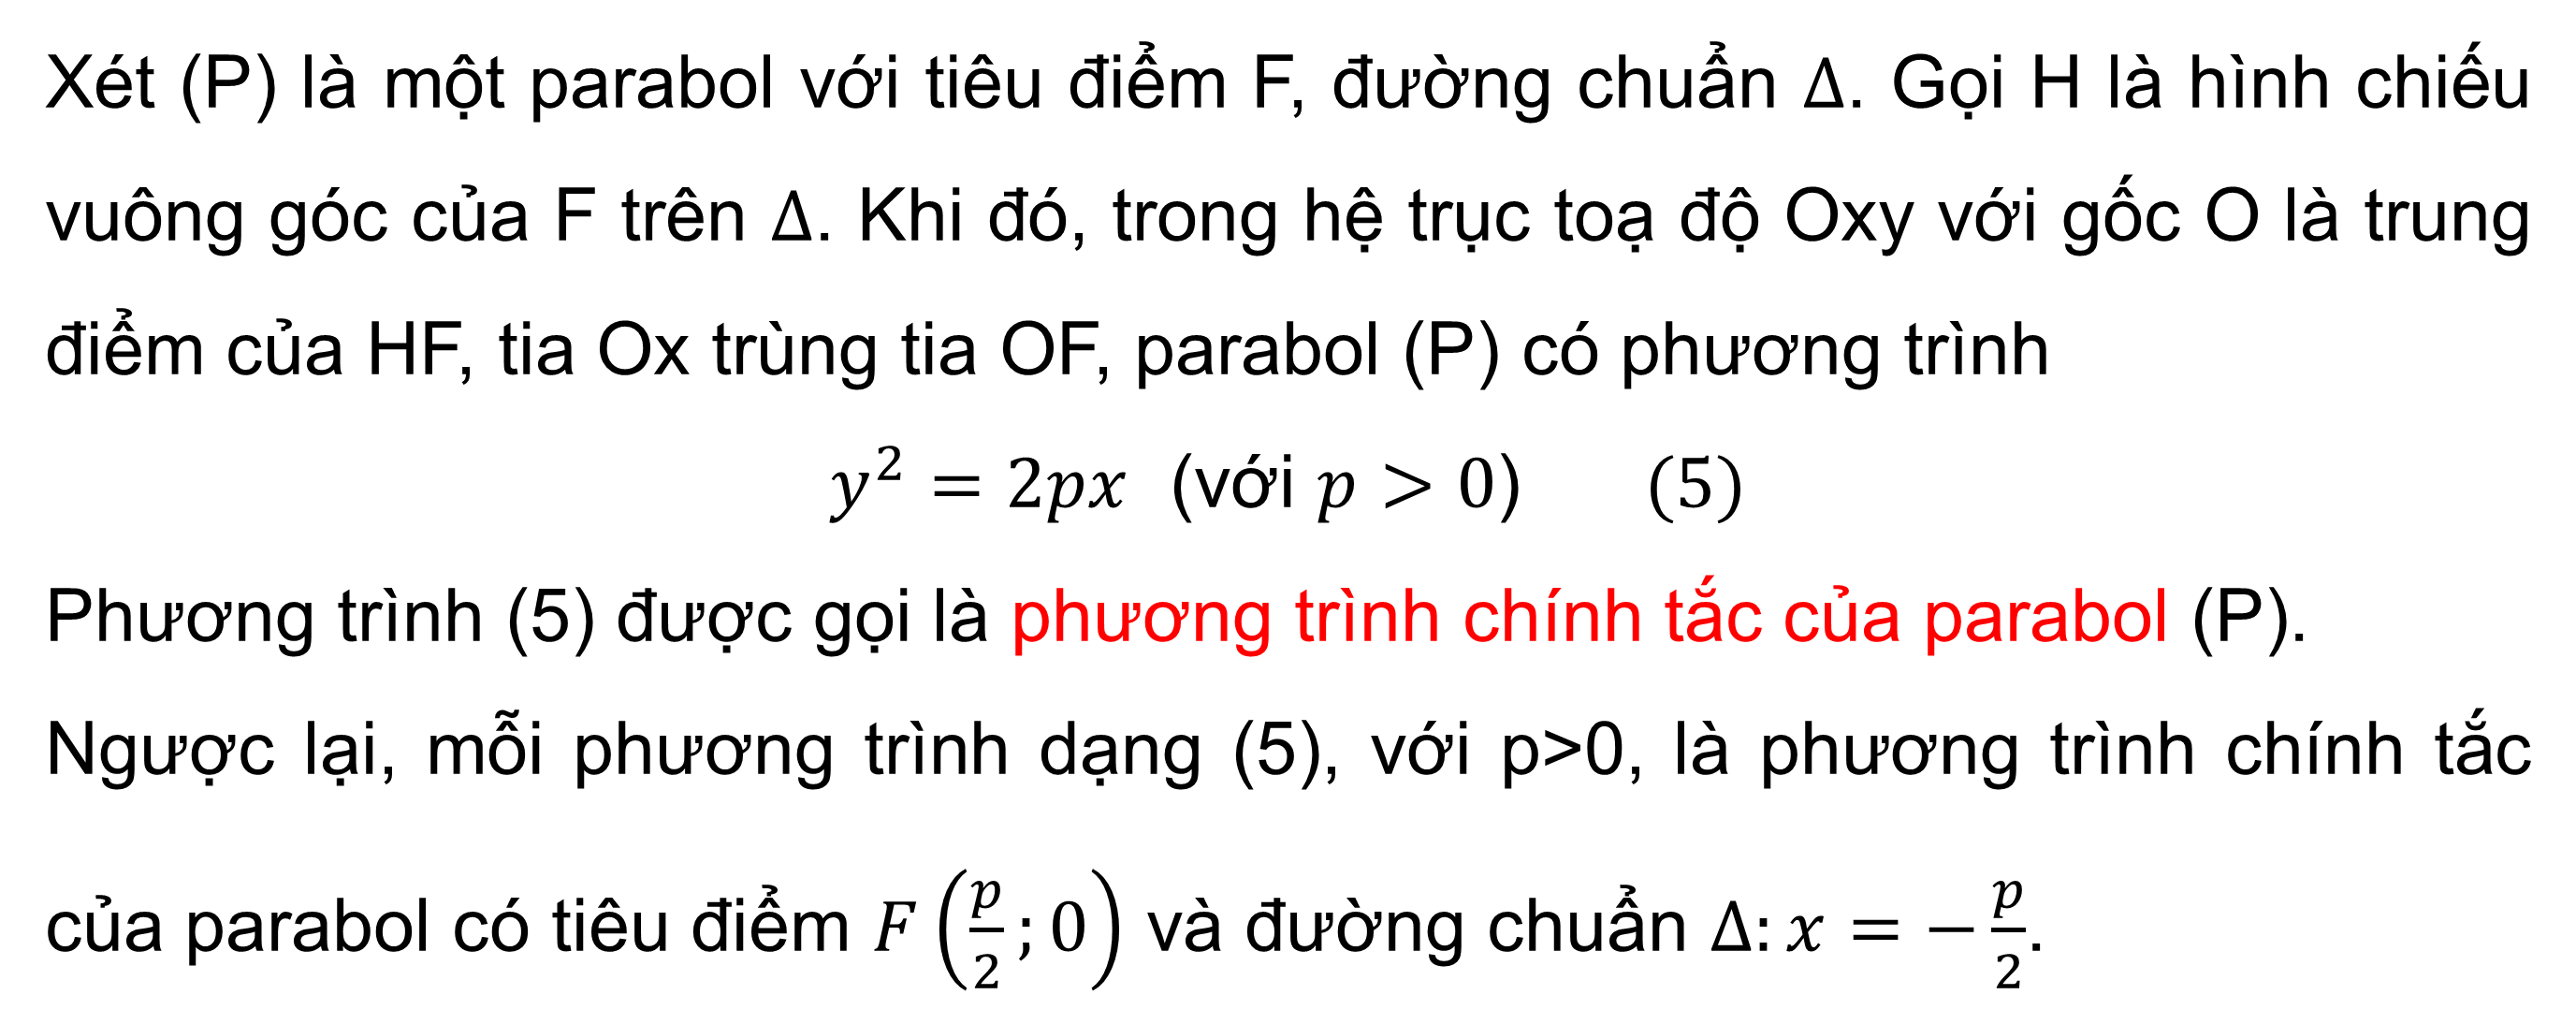 Xét (P) là một parabol với tiêu điểm F, đường chuẩn Δ. Gọi H là hình chiếu
vuông góc của F trên Δ. Khi đó, trong hệ trục toạ độ Oxy với gốc O là trung
điểm của HF, tia Ox trùng tia OF, parabol (P) có phương trình
y² = 2px (với p > 0) (5)
Phương trình (5) được gọi là phương trình chính tắc của parabol (P).
Ngược lại, mỗi phương trình dạng (5), với p>0, là phương trình chính tắc
của parabol có tiêu điểm F(p/2; 0) và đường chuẩn Δ: x = −p/2.